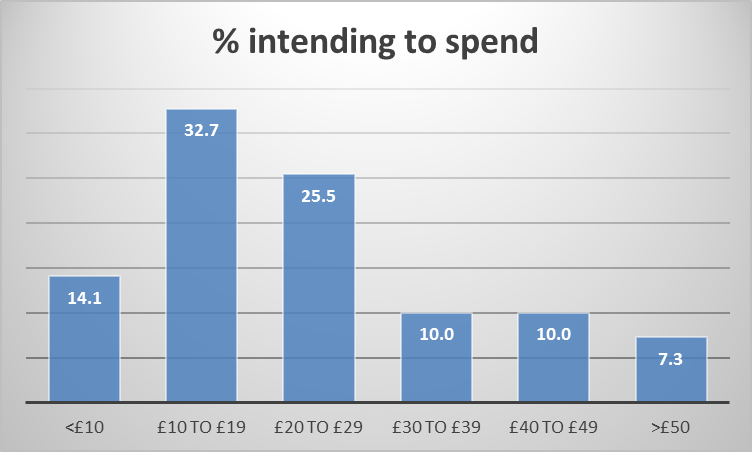 % intending to spend
32.7
25.5
14.1
10.0
10.0
7.3
<£10
£10 TO £19
£20 TO £29
£30 TO £39
£40 TO £49
>£50